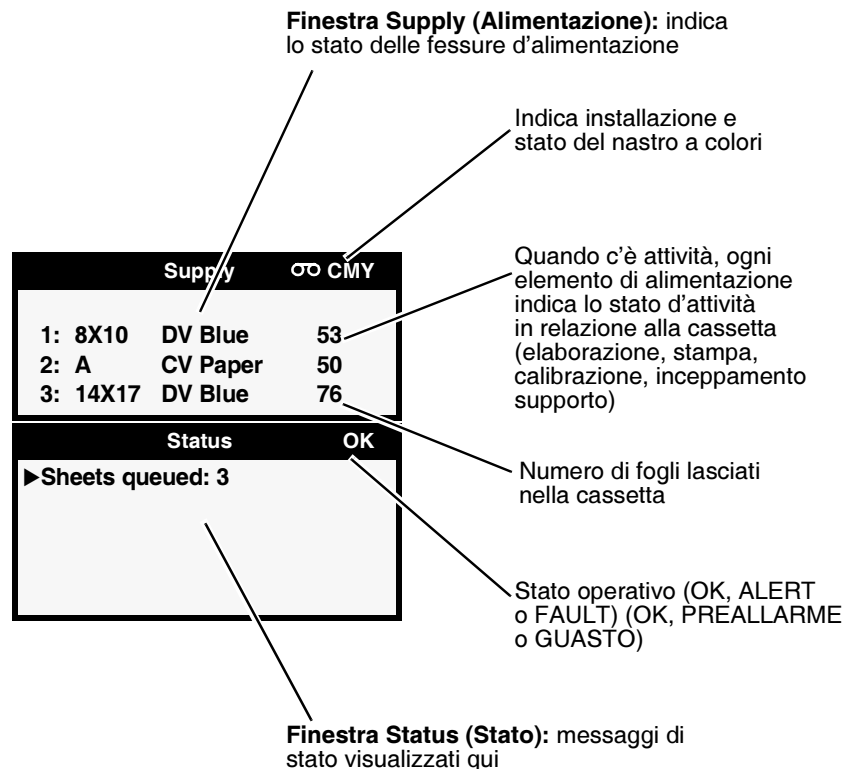 Finestra Supply (Alimentazione): indica
lo stato delle fessure d'alimentazione
Indica installazione e
stato del nastro a colori
Supply CMY
1: 8X10 DV Blue 53
2: A CV Paper 50
3: 14X17 DV Blue 76
Quando c'è attività, ogni
elemento di alimentazione
indica lo stato d'attività
in relazione alla cassetta
(elaborazione, stampa,
calibrazione, inceppamento
supporto)
Status OK
▶Sheets queued: 3
Numero di fogli lasciati
nella cassetta
Stato operativo (OK, ALERT
o FAULT) (OK, PREALLARME
o GUASTO)
Finestra Status (Stato): messaggi di
stato visualizzati qui